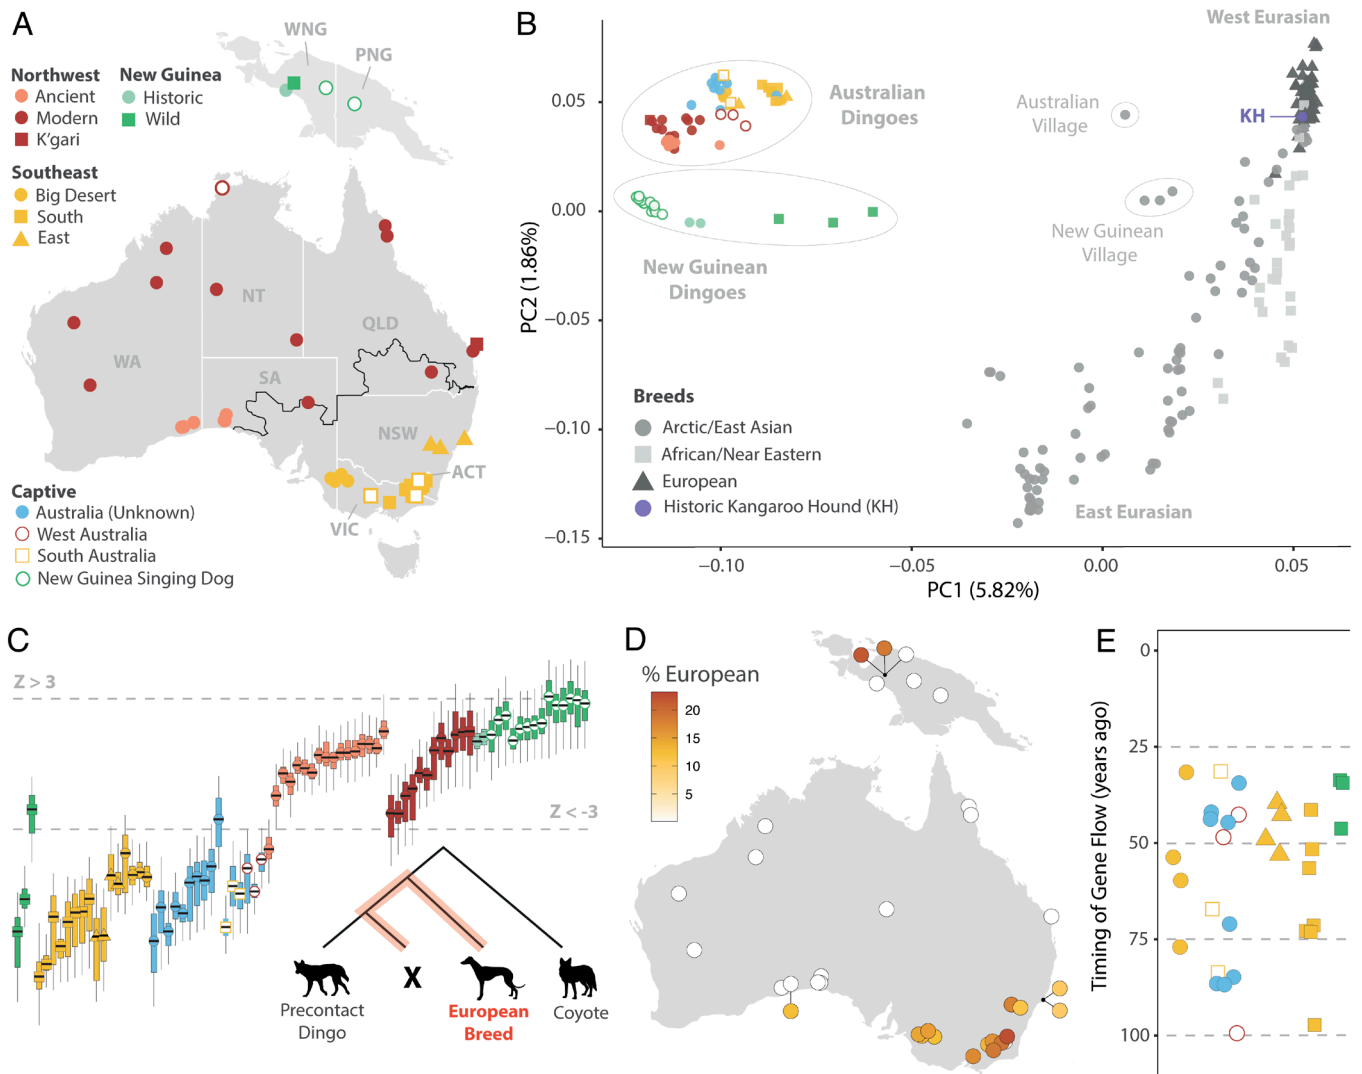 A
WNG
PNG
Northwest
Ancient
Modern
K'gari
New Guinea
Historic
Wild
Southeast
Big Desert
South
East
NT
QLD
WA
SA
NSW
ACT
VIC
Captive
Australia (Unknown)
West Australia
South Australia
New Guinea Singing Dog
B
West Eurasian
0.05
0.00
−0.05
−0.10
−0.15
PC2 (1.86%)
Australian
Dingoes
Australian
Village
KH
New Guinean
Village
New Guinean
Dingoes
Breeds
Arctic/East Asian
African/Near Eastern
European
Historic Kangaroo Hound (KH)
East Eurasian
−0.10
−0.05
0.00
0.05
PC1 (5.82%)
C
Z > 3
Z < -3
X
Precontact
Dingo
European
Breed
Coyote
D
% European
20
15
10
5
E
0
25
50
75
100
Timing of Gene Flow (years ago)